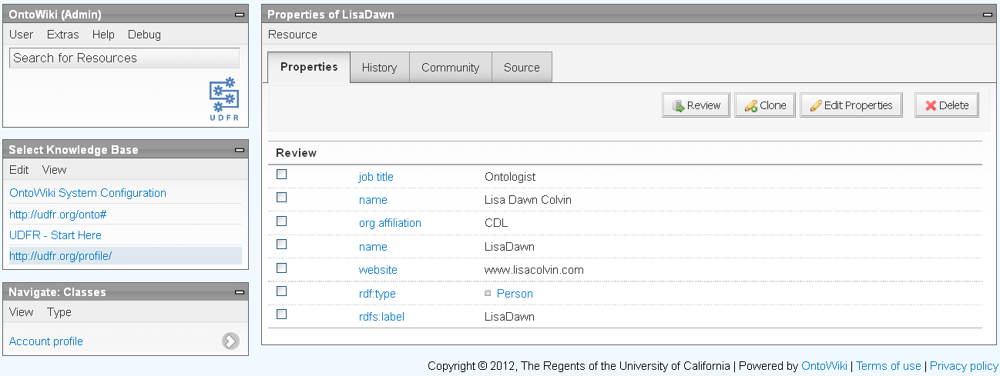 OntoWiki (Admin)
User Extras Help Debug
Search for Resources
UDFR
Select Knowledge Base
Edit View
OntoWiki System Configuration
http://udfr.org/onto#
UDFR - Start Here
http://udfr.org/profile/
Navigate: Classes
View Type
Account profile
Properties of LisaDawn
Resource
Properties History Community Source
Review Clone Edit Properties Delete
Review
job title Ontologist
name Lisa Dawn Colvin
org affiliation CDL
name LisaDawn
website www.lisacolvin.com
rdf:type Person
rdfs:label LisaDawn
Copyright © 2012, The Regents of the University of California | Powered by OntoWiki | Terms of use | Privacy policy